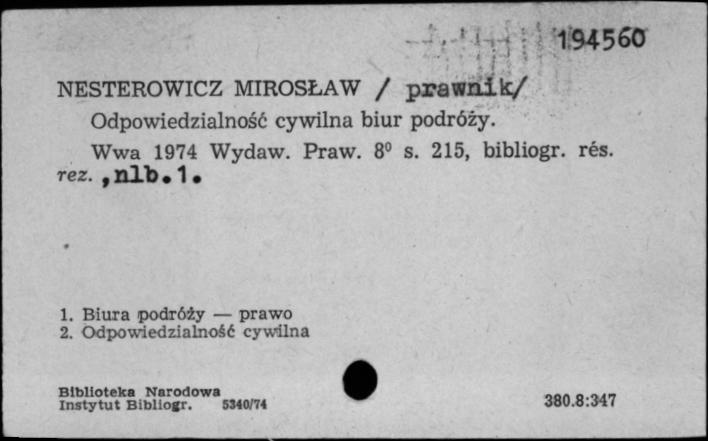 194560
NESTEROWICZ MIROSŁAW / prawnik/
Odpowiedzialność cywilna biur podróży.
Wwa 1974 Wydaw. Praw. 8⁰ s. 215, bibliogr. rés.
rez. ,nlb.1.
1. Biura podróży — prawo
2. Odpowiedzialność cywilna
Biblioteka Narodowa
Instytut Bibliogr. 5340/74
380.8:347